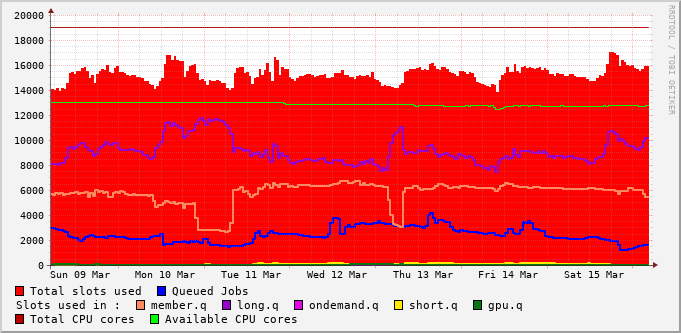 20000
18000
16000
14000
12000
10000
8000
6000
4000
2000
0
Sun 09 Mar Mon 10 Mar Tue 11 Mar Wed 12 Mar Thu 13 Mar Fri 14 Mar Sat 15 Mar
RRDTOOL / TOBI OETIKER
Total slots used Queued Jobs
Slots used in : member.q long.q ondemand.q short.q gpu.q
Total CPU cores Available CPU cores